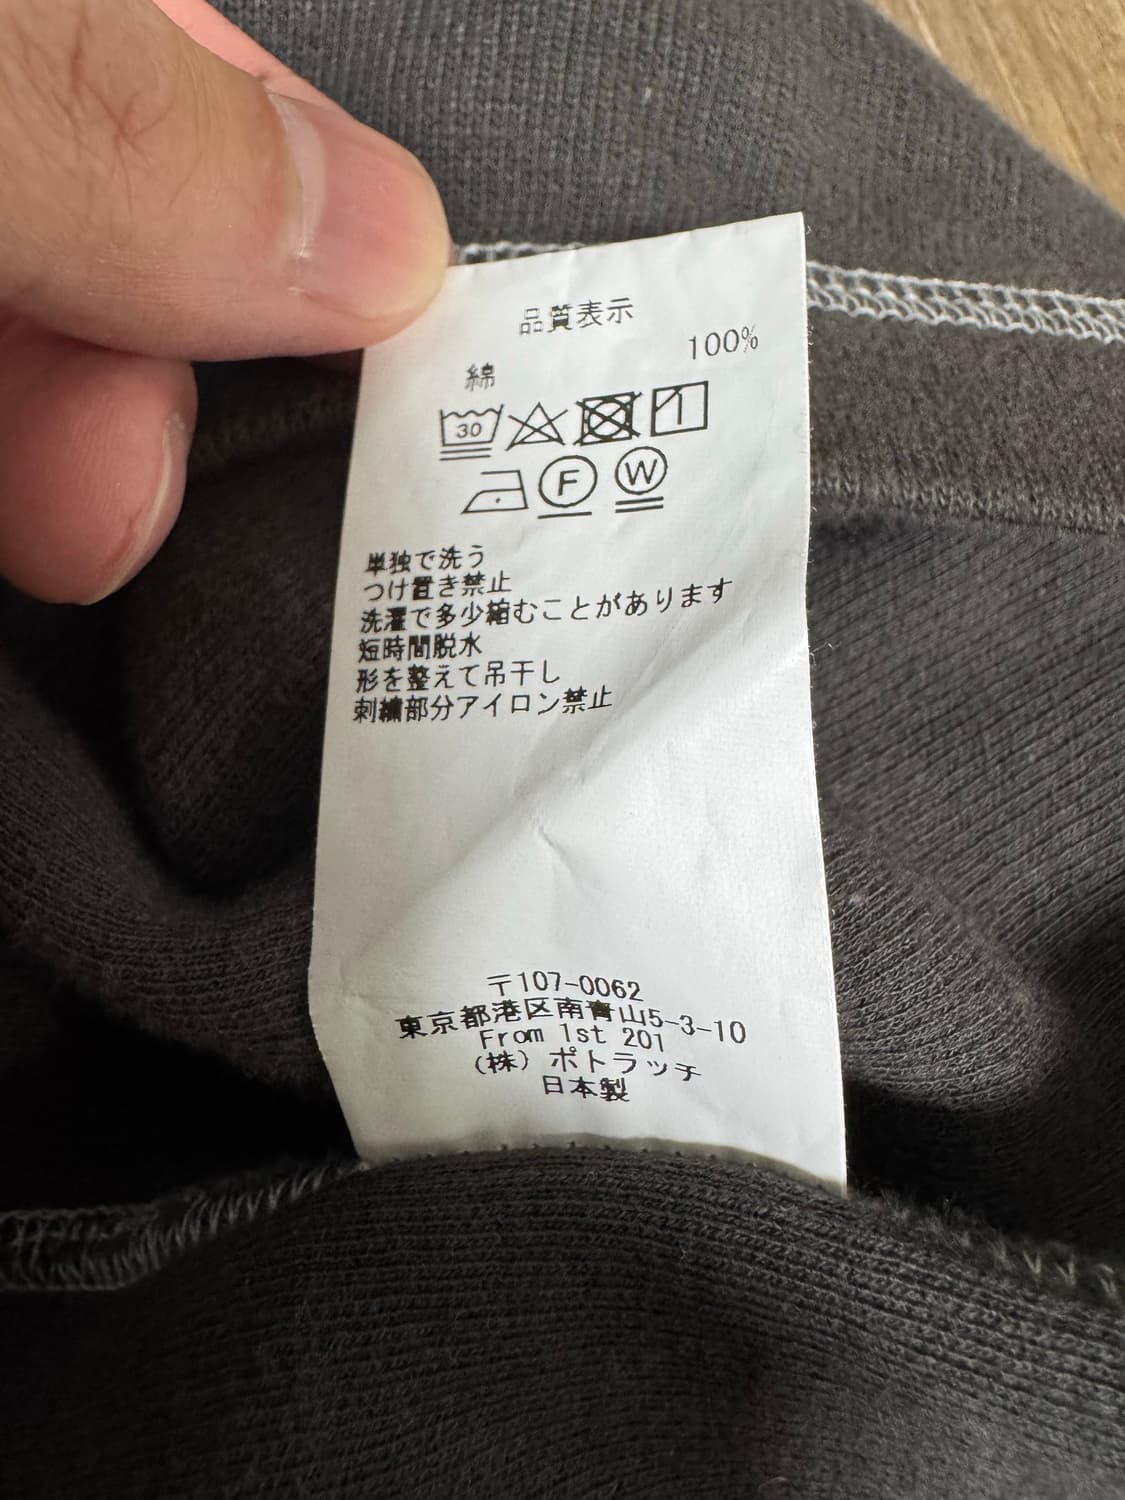 品質表示
綿 100%
30
F W
単独で洗う
つけ置き禁止
洗濯で多少縮むことがあります
短時間脱水
形を整えて吊干し
刺繍部分アイロン禁止
〒107-0062
東京都港区南青山5-3-10
From 1st 201
(株) ポトラッチ
日本製